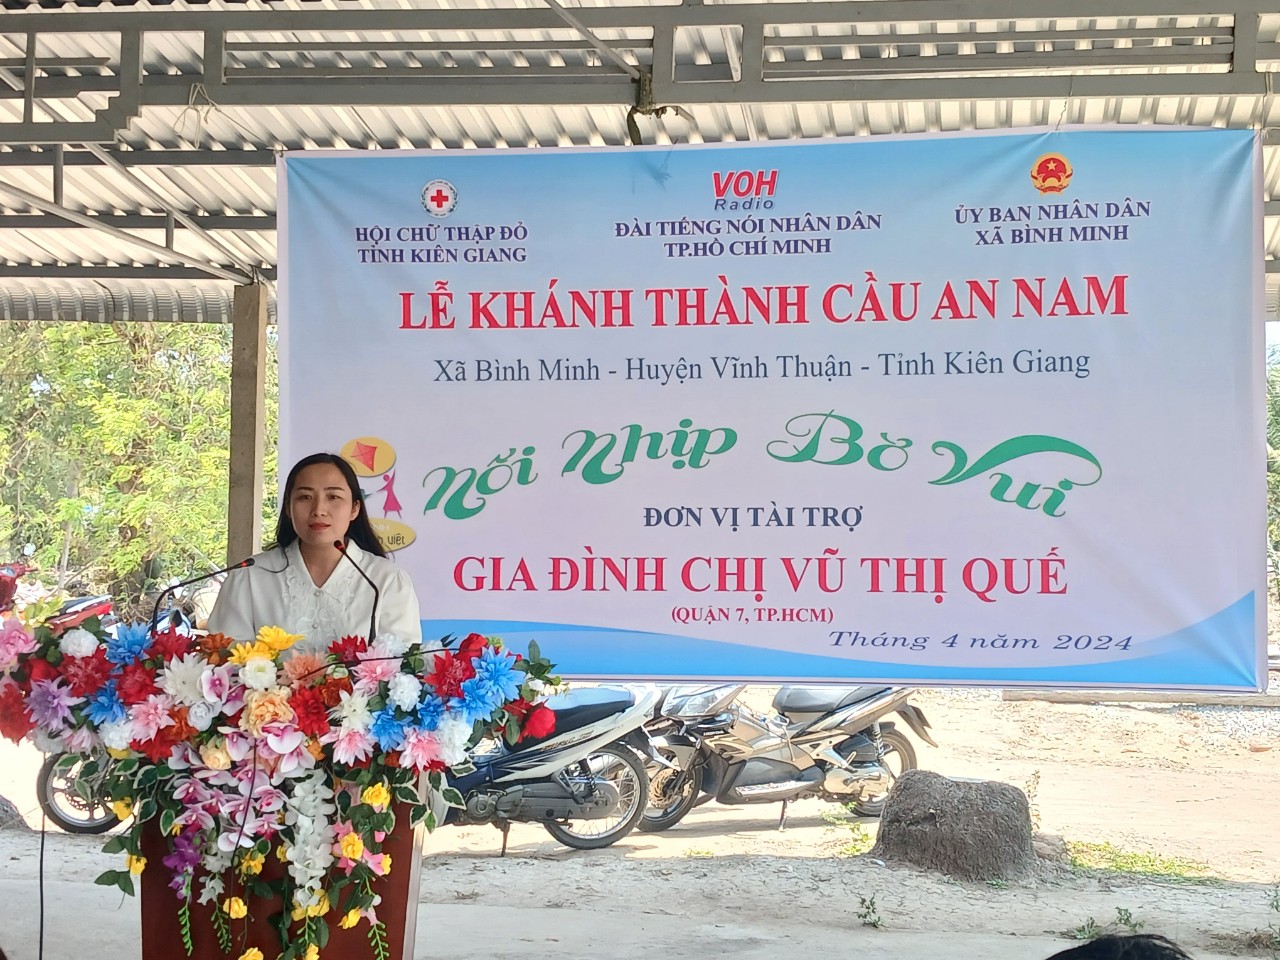 HỘI CHỮ THẬP ĐỎ
TỈNH KIÊN GIANG
VOH
Radio
ĐÀI TIẾNG NÓI NHÂN DÂN
TP.HỒ CHÍ MINH
ỦY BAN NHÂN DÂN
XÃ BÌNH MINH
LỄ KHÁNH THÀNH CẦU AN NAM
Xã Bình Minh - Huyện Vĩnh Thuận - Tỉnh Kiên Giang
Nối Nhịp Bờ Vui
Việt
ĐƠN VỊ TÀI TRỢ
GIA ĐÌNH CHỊ VŨ THỊ QUẾ
(QUẬN 7, TP.HCM)
Tháng 4 năm 2024